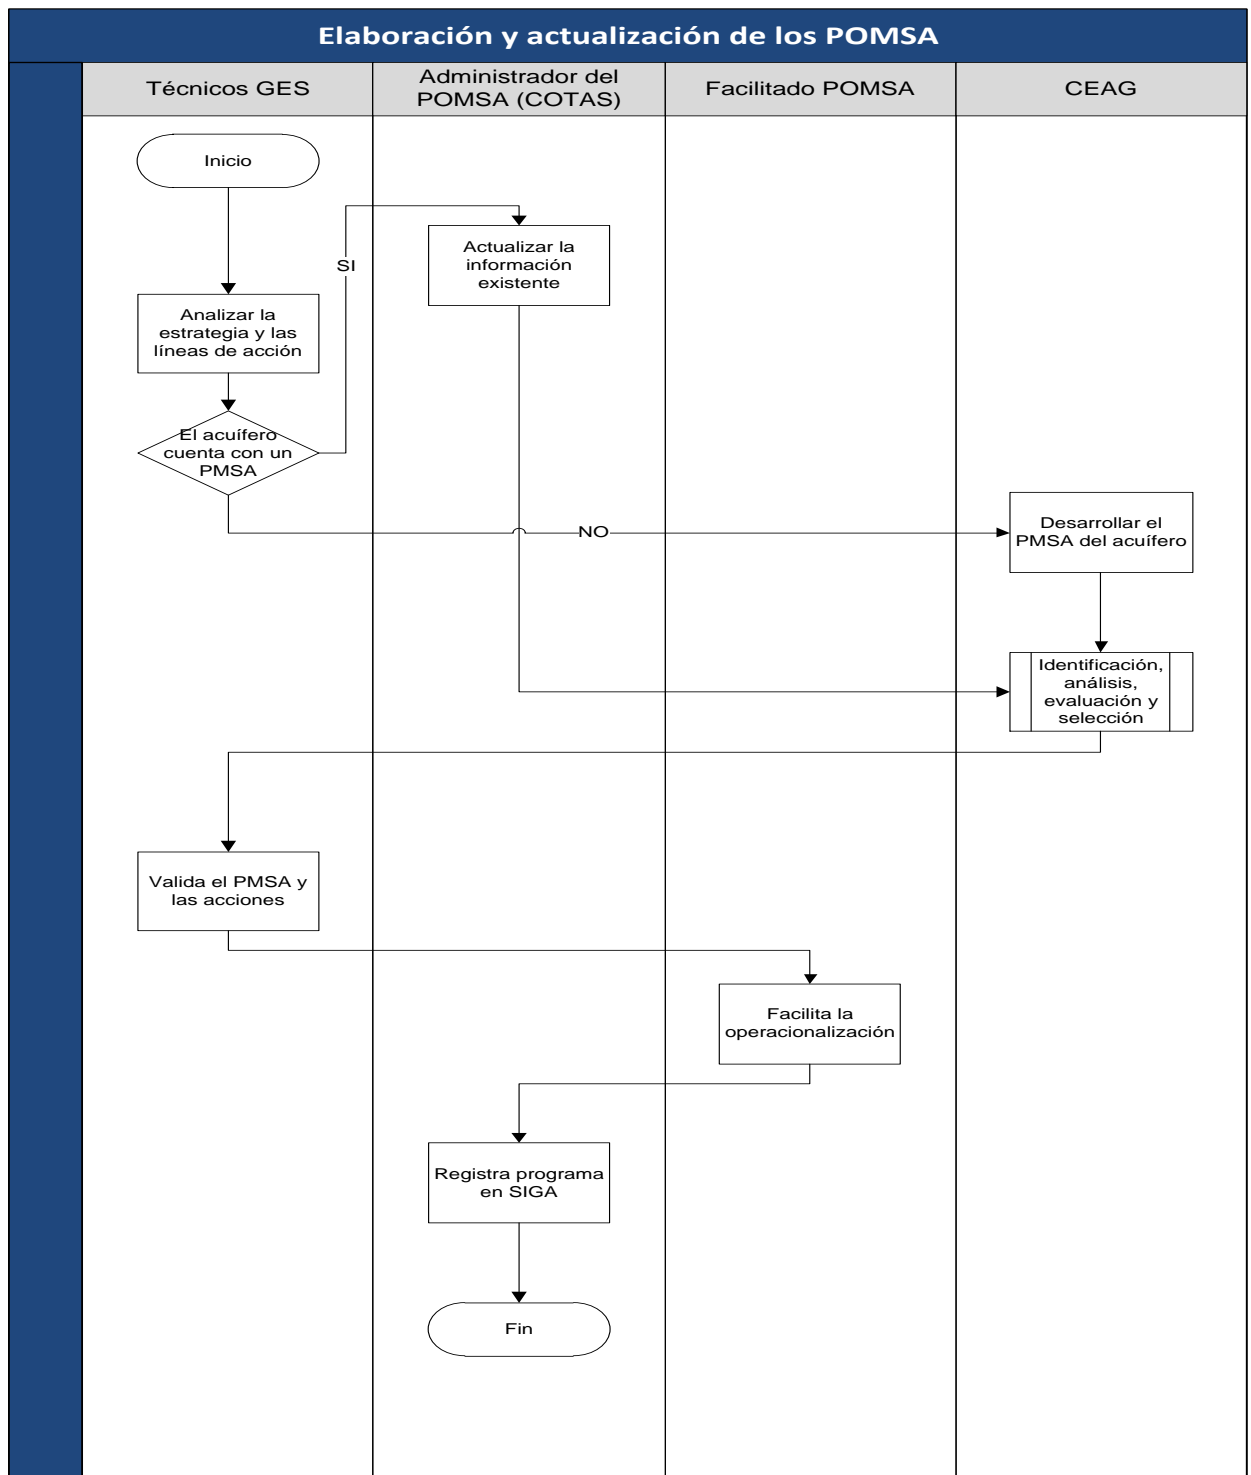 Elaboración y actualización de los POMSA
Técnicos GES
Administrador del
POMSA (COTAS)
Facilitado POMSA
CEAG
Inicio
Actualizar la
información
existente
SI
Analizar la
estrategia y las
líneas de acción
El acuífero
cuenta con un
PMSA
NO
Desarrollar el
PMSA del acuífero
Identificación,
análisis,
evaluación y
selección
Valida el PMSA y
las acciones
Facilita la
operacionalización
Registra programa
en SIGA
Fin